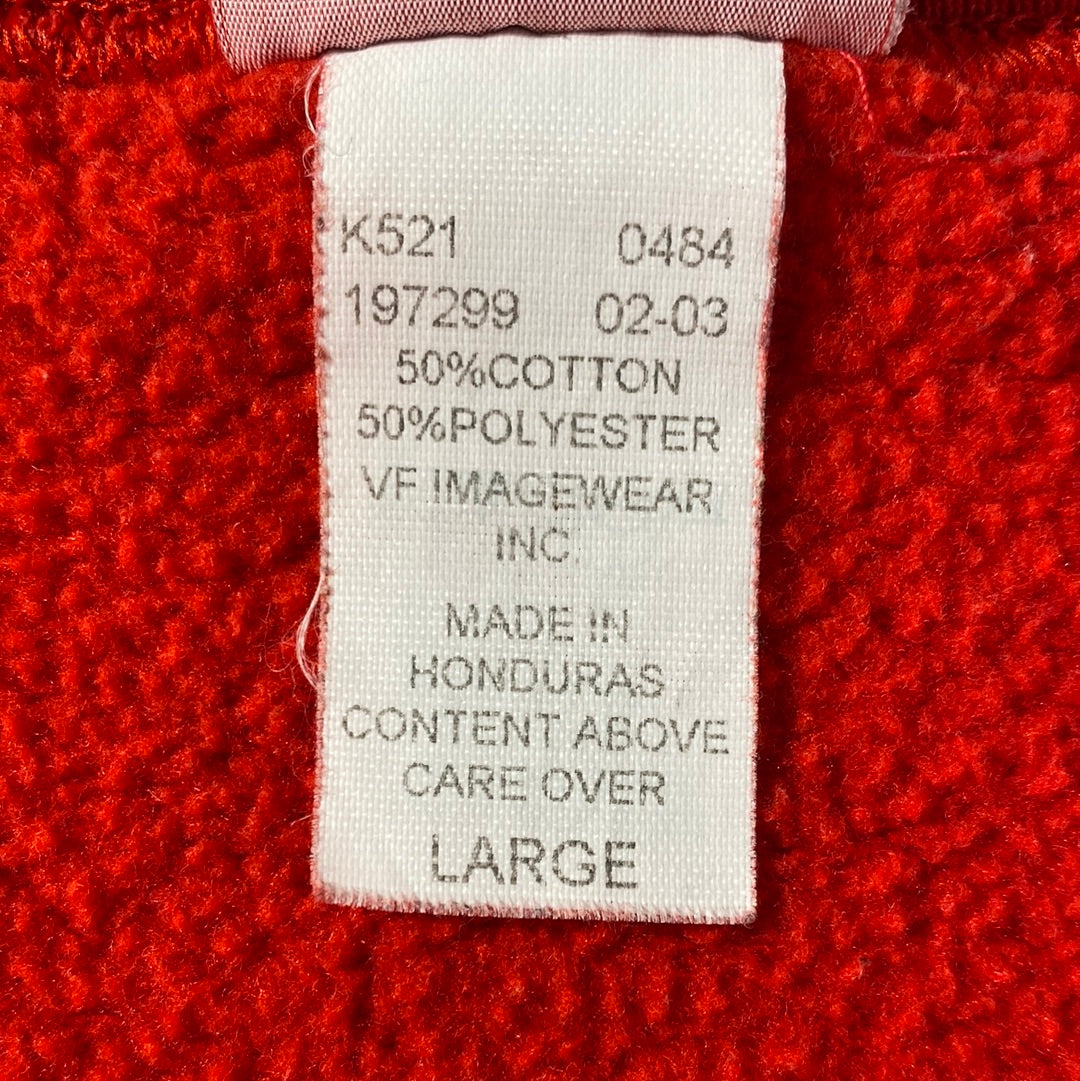 K521 0484
197299 02-03
50%COTTON
50%POLYESTER
VF IMAGEWEAR
INC.
MADE IN
HONDURAS
CONTENT ABOVE
CARE OVER
LARGE